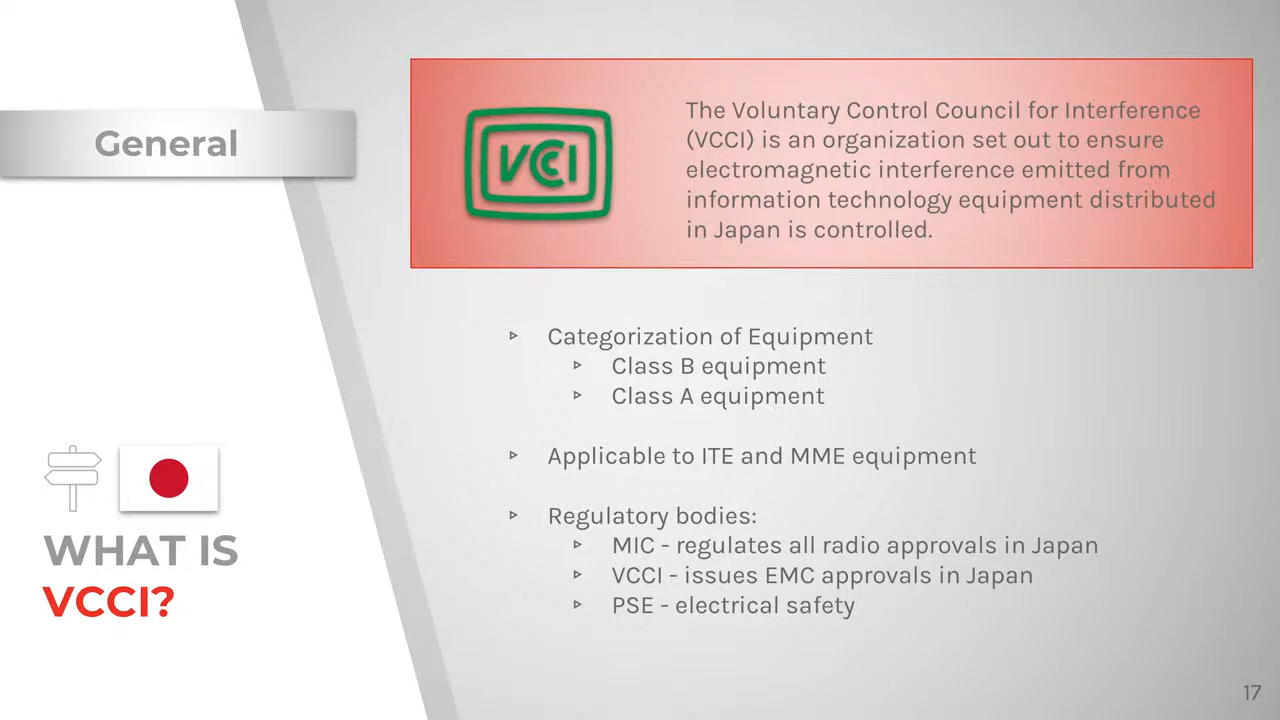 General
VCCI
The Voluntary Control Council for Interference
(VCCI) is an organization set out to ensure
electromagnetic interference emitted from
information technology equipment distributed
in Japan is controlled.
▹ Categorization of Equipment
▹ Class B equipment
▹ Class A equipment
▹ Applicable to ITE and MME equipment
▹ Regulatory bodies:
▹ MIC - regulates all radio approvals in Japan
▹ VCCI - issues EMC approvals in Japan
▹ PSE - electrical safety
WHAT IS
VCCI?
17